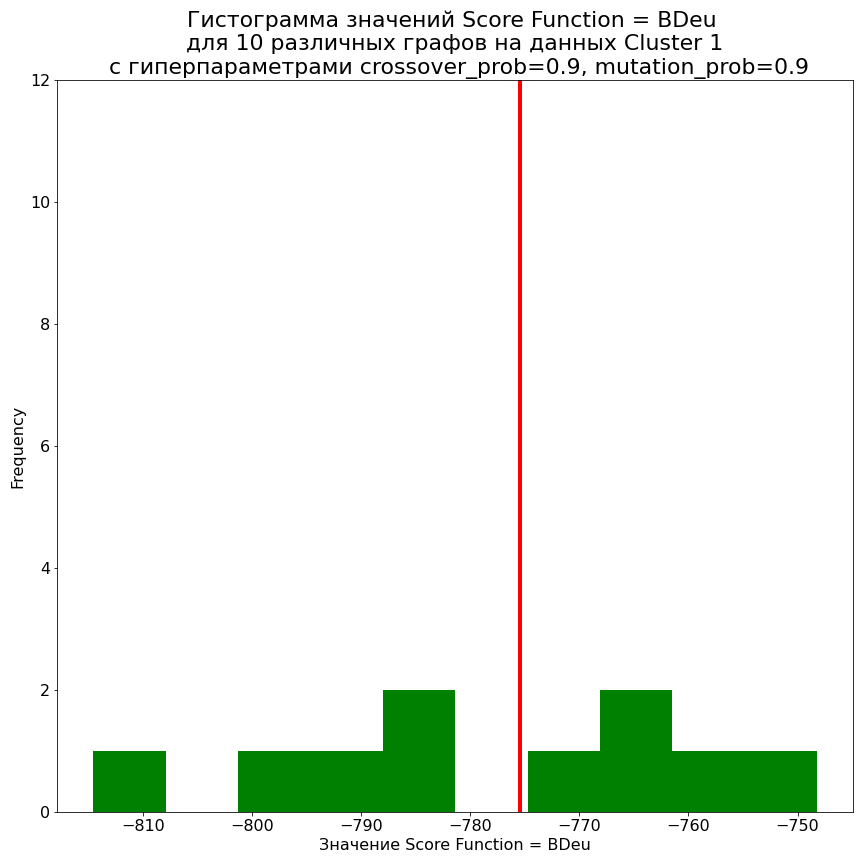 Гистограмма значений Score Function = BDeu
для 10 различных графов на данных Cluster 1
с гиперпараметрами crossover_prob=0.9, mutation_prob=0.9
12
10
8
6
4
2
0
Frequency
−810 −800 −790 −780 −770 −760 −750
Значение Score Function = BDeu